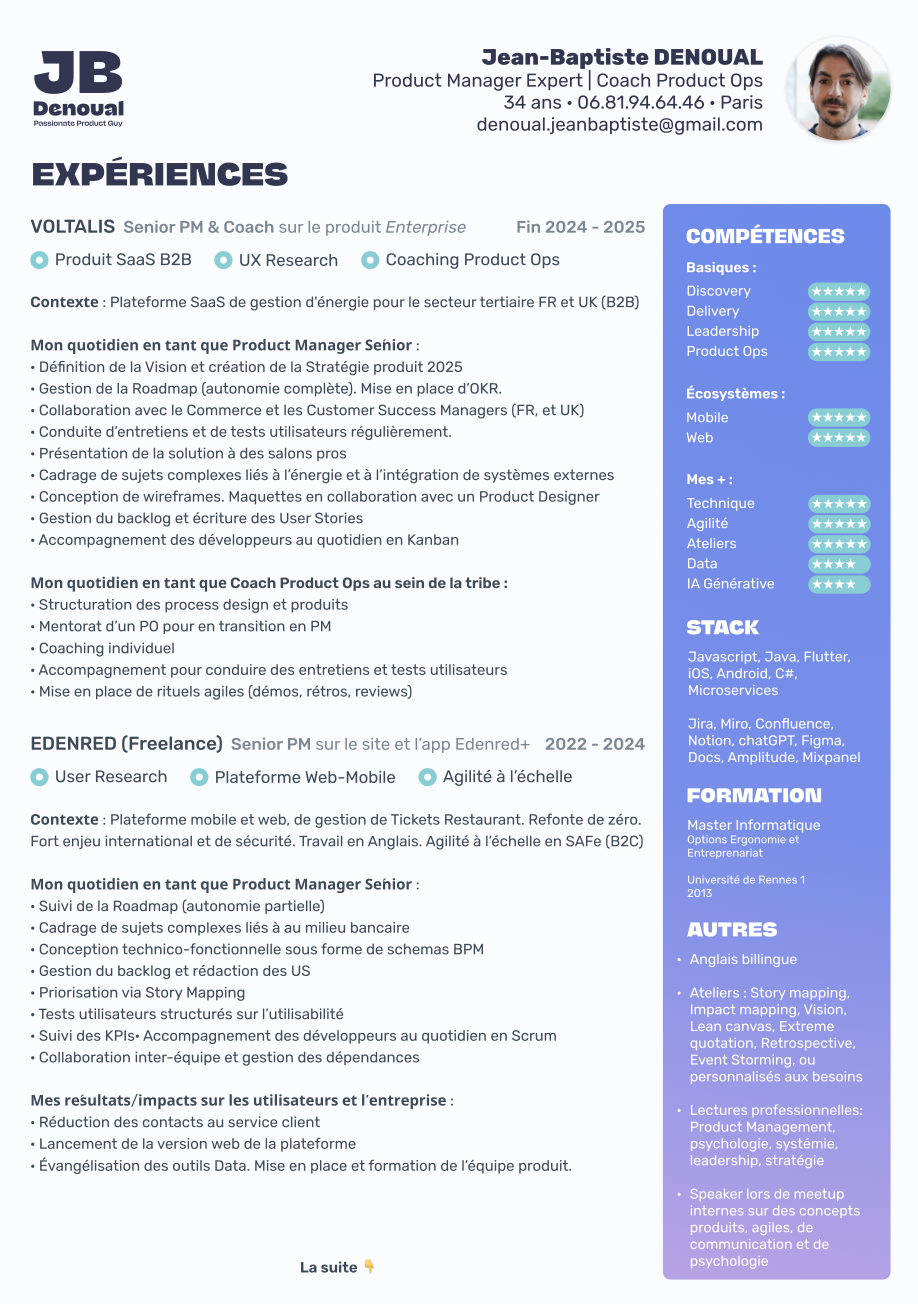 JB
Denoual
Passionate Product Guy
Jean-Baptiste DENOUAL
Product Manager Expert | Coach Product Ops
34 ans • 06.81.94.64.46 • Paris
denoual.jeanbaptiste@gmail.com
EXPÉRIENCES
VOLTALIS Senior PM & Coach sur le produit Enterprise Fin 2024 - 2025
Produit SaaS B2B UX Research Coaching Product Ops
Contexte : Plateforme SaaS de gestion d'énergie pour le secteur tertiaire FR et UK (B2B)
Mon quotidien en tant que Product Manager Señior :
• Définition de la Vision et création de la Stratégie produit 2025
• Gestion de la Roadmap (autonomie complète). Mise en place d'OKR.
• Collaboration avec le Commerce et les Customer Success Managers (FR, et UK)
• Conduite d'entretiens et de tests utilisateurs régulièrement.
• Présentation de la solution à des salons pros
• Cadrage de sujets complexes liés à l'énergie et à l'intégration de systèmes externes
• Conception de wireframes. Maquettes en collaboration avec un Product Designer
• Gestion du backlog et écriture des User Stories
• Accompagnement des développeurs au quotidien en Kanban
Mon quotidien en tant que Coach Product Ops au sein de la tribe :
• Structuration des process design et produits
• Mentorat d'un PO pour en transition en PM
• Coaching individuel
• Accompagnement pour conduire des entretiens et tests utilisateurs
• Mise en place de rituels agiles (démos, rétros, reviews)
EDENRED (Freelance) Senior PM sur le site et l'app Edenred+ 2022 - 2024
User Research Plateforme Web-Mobile Agilité à l'échelle
Contexte : Plateforme mobile et web, de gestion de Tickets Restaurant. Refonte de zéro.
Fort enjeu international et de sécurité. Travail en Anglais. Agilité à l'échelle en SAFe (B2C)
Mon quotidien en tant que Product Manager Señior :
• Suivi de la Roadmap (autonomie partielle)
• Cadrage de sujets complexes liés à au milieu bancaire
• Conception technico-fonctionnelle sous forme de schemas BPM
• Gestion du backlog et rédaction des US
• Priorisation via Story Mapping
• Tests utilisateurs structurés sur l'utilisabilité
• Suivi des KPIs• Accompagnement des développeurs au quotidien en Scrum
• Collaboration inter-équipe et gestion des dépendances
Mes résultats/impacts sur les utilisateurs et l'entreprise :
• Réduction des contacts au service client
• Lancement de la version web de la plateforme
• Évangélisation des outils Data. Mise en place et formation de l'équipe produit.
La suite 👇
COMPÉTENCES
Basiques :
Discovery ★★★★★
Delivery ★★★★★
Leadership ★★★★★
Product Ops ★★★★★
Écosystèmes :
Mobile ★★★★★
Web ★★★★★
Mes + :
Technique ★★★★★
Agilité ★★★★★
Ateliers ★★★★★
Data ★★★★
IA Générative ★★★★
STACK
Javascript, Java, Flutter,
iOS, Android, C#,
Microservices
Jira, Miro, Confluence,
Notion, chatGPT, Figma,
Docs, Amplitude, Mixpanel
FORMATION
Master Informatique
Options Ergonomie et
Entreprenariat
Université de Rennes 1
2013
AUTRES
• Anglais billingue
• Ateliers : Story mapping,
Impact mapping, Vision,
Lean canvas, Extreme
quotation, Retrospective,
Event Storming, ou
personnalisés aux besoins
• Lectures professionnelles:
Product Management,
psychologie, systémie,
leadership, stratégie
• Speaker lors de meetup
internes sur des concepts
produits, agiles, de
communication et de
psychologie